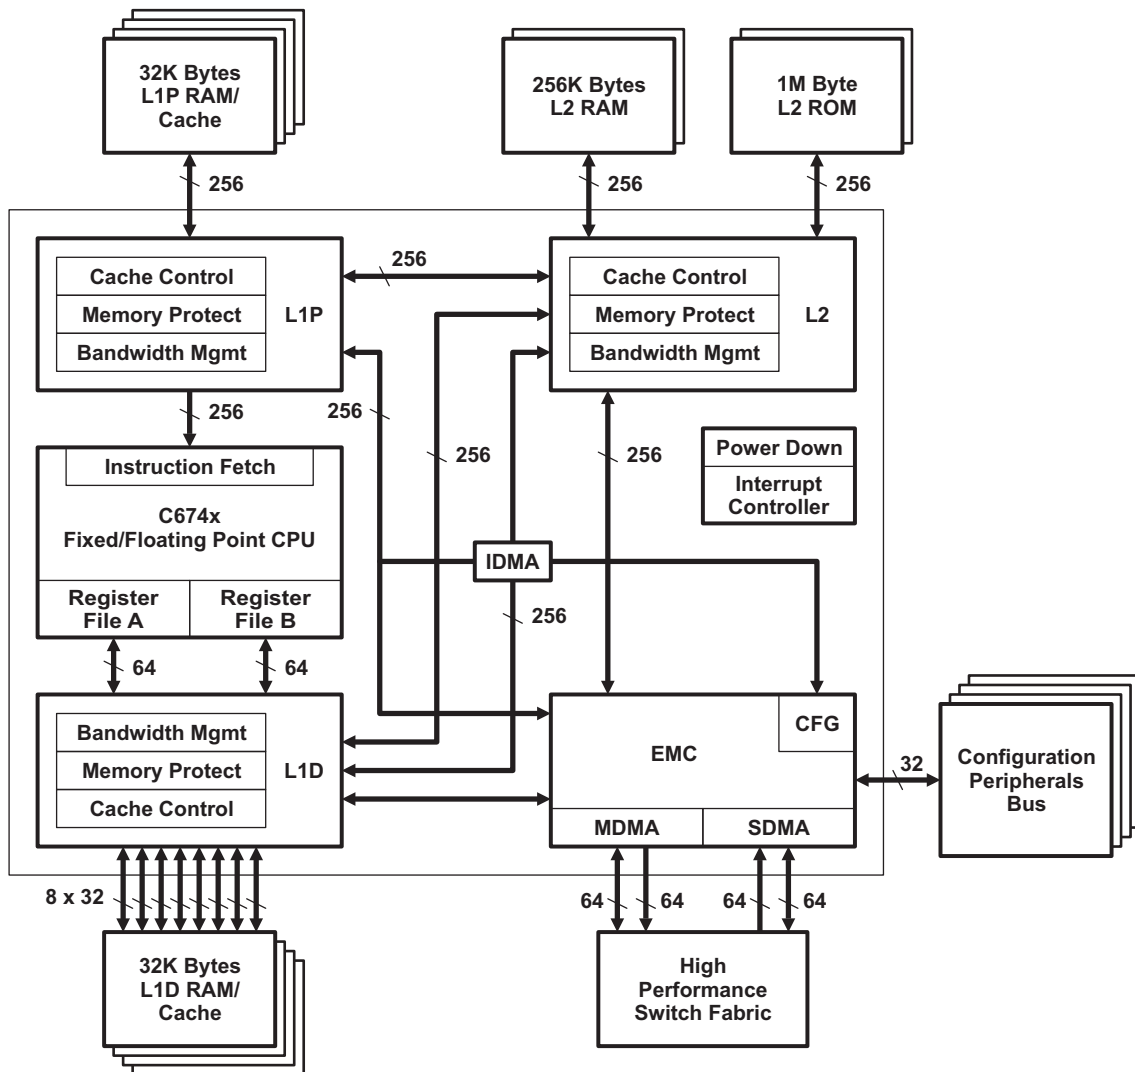 32K Bytes
L1P RAM/
Cache
256K Bytes
L2 RAM
1M Byte
L2 ROM
256
256
256
Cache Control
Memory Protect
Bandwidth Mgmt
L1P
256
Cache Control
Memory Protect
Bandwidth Mgmt
L2
256
256
256
256
Power Down
Interrupt
Controller
Instruction Fetch
C674x
Fixed/Floating Point CPU
Register
File A
Register
File B
IDMA
256
64
64
Bandwidth Mgmt
Memory Protect
Cache Control
L1D
EMC
CFG
MDMA
SDMA
32
Configuration
Peripherals
Bus
8 x 32
64
64
64
64
32K Bytes
L1D RAM/
Cache
High
Performance
Switch Fabric